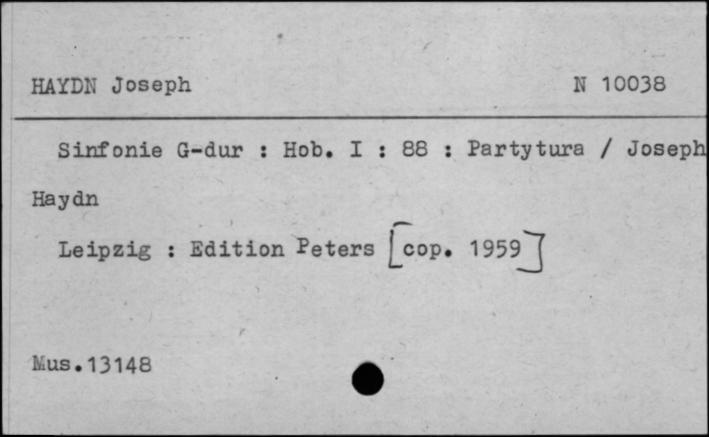 HAYDN Joseph N 10038
Sinfonie G-dur : Hob. I : 88 : Partytura / Joseph
Haydn
Leipzig : Edition Peters [cop. 1959]
Mus.13148